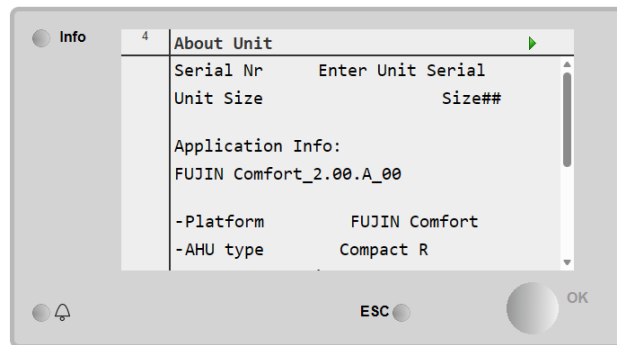 Info
4 About Unit
Serial Nr Enter Unit Serial
Unit Size Size##
Application Info:
FUJIN Comfort_2.00.A_00
-Platform FUJIN Comfort
-AHU type Compact R
ESC
OK